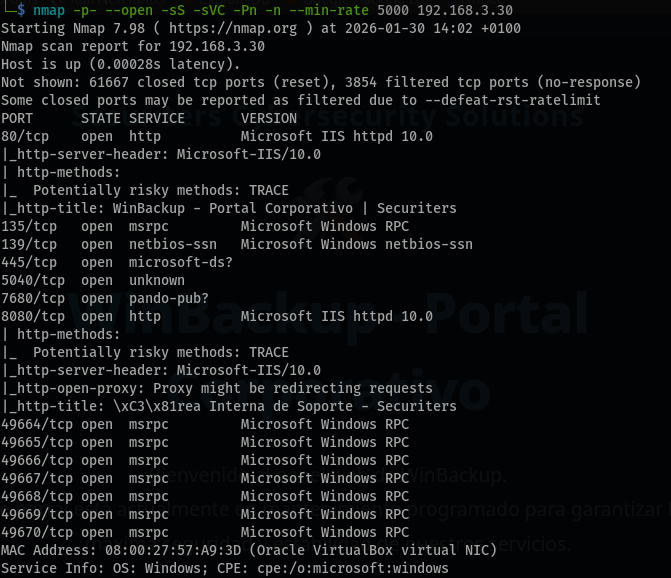 └─$ nmap -p- --open -sS -sVC -Pn -n --min-rate 5000 192.168.3.30
Starting Nmap 7.98 ( https://nmap.org ) at 2026-01-30 14:02 +0100
Nmap scan report for 192.168.3.30
Host is up (0.00028s latency).
Not shown: 61667 closed tcp ports (reset), 3854 filtered tcp ports (no-response)
Some closed ports may be reported as filtered due to --defeat-rst-ratelimit
Cybersecurity Solutions
PORT      STATE SERVICE       VERSION
80/tcp    open  http          Microsoft IIS httpd 10.0
|_http-server-header: Microsoft-IIS/10.0
| http-methods:
|_  Potentially risky methods: TRACE
|_http-title: WinBackup - Portal Corporativo | Securiters
135/tcp   open  msrpc         Microsoft Windows RPC
139/tcp   open  netbios-ssn   Microsoft Windows netbios-ssn
445/tcp   open  microsoft-ds?
5040/tcp  open  unknown
7680/tcp  open  pando-pub?
WinBackup - Portal
8080/tcp  open  http          Microsoft IIS httpd 10.0
| http-methods:
|_  Potentially risky methods: TRACE
|_http-server-header: Microsoft-IIS/10.0
|_http-open-proxy: Proxy might be redirecting requests
Corporativo
|_http-title: \xC3\x81rea Interna de Soporte - Securiters
49664/tcp open  msrpc         Microsoft Windows RPC
49665/tcp open  msrpc         Microsoft Windows RPC
49666/tcp open  msrpc         Microsoft Windows RPC
49667/tcp open  msrpc         Microsoft Windows RPC
WinBackup.
49668/tcp open  msrpc         Microsoft Windows RPC
49669/tcp open  msrpc         Microsoft Windows RPC
programado para garantizar
49670/tcp open  msrpc         Microsoft Windows RPC
MAC Address: 08:00:27:57:A9:3D (Oracle VirtualBox virtual NIC)
servicios.
Service Info: OS: Windows; CPE: cpe:/o:microsoft:windows